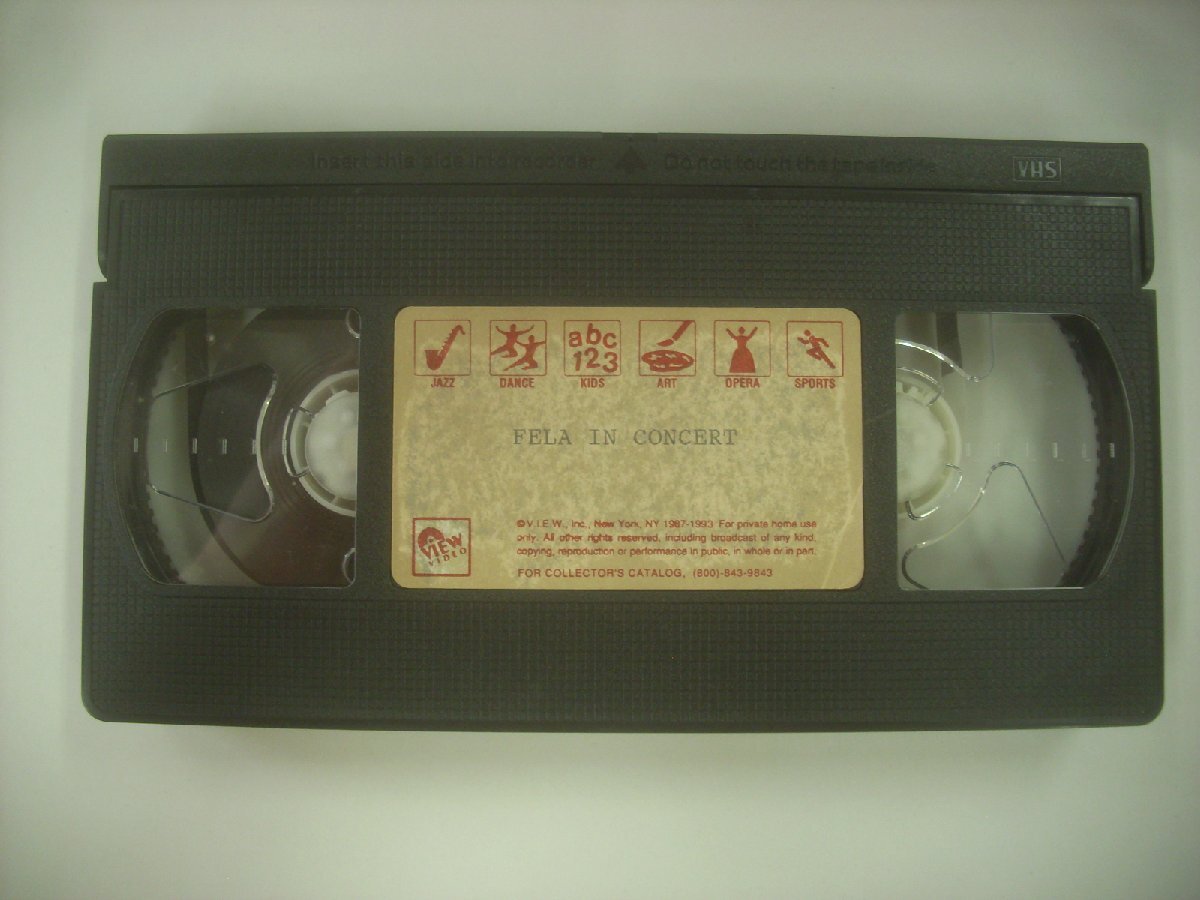 Insert this side into recorder Do not touch the tape inside
VHS
abc
123
JAZZ DANCE KIDS ART OPERA SPORTS
FELA IN CONCERT
VIEW
VIDEO
©V.I.E.W., Inc., New York, NY 1987-1993 For private home use
only. All other rights reserved, including broadcast of any kind,
copying, reproduction or performance in public, in whole or in part.
FOR COLLECTOR'S CATALOG, (800)-843-9843